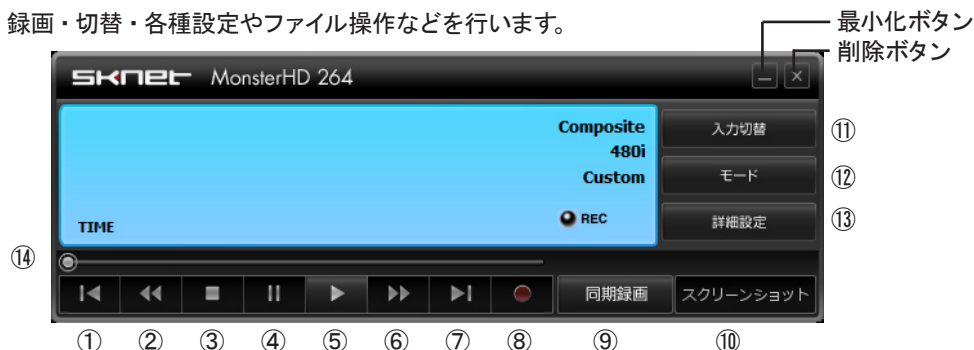 録画・切替・各種設定やファイル操作などを行います。
最小化ボタン
削除ボタン
SKNET MonsterHD 264
Composite
480i
Custom
TIME
REC
入力切替
モード
詳細設定
⑪
⑫
⑬
⑭
同期録画
スクリーンショット
① ② ③ ④ ⑤ ⑥ ⑦ ⑧ ⑨ ⑩